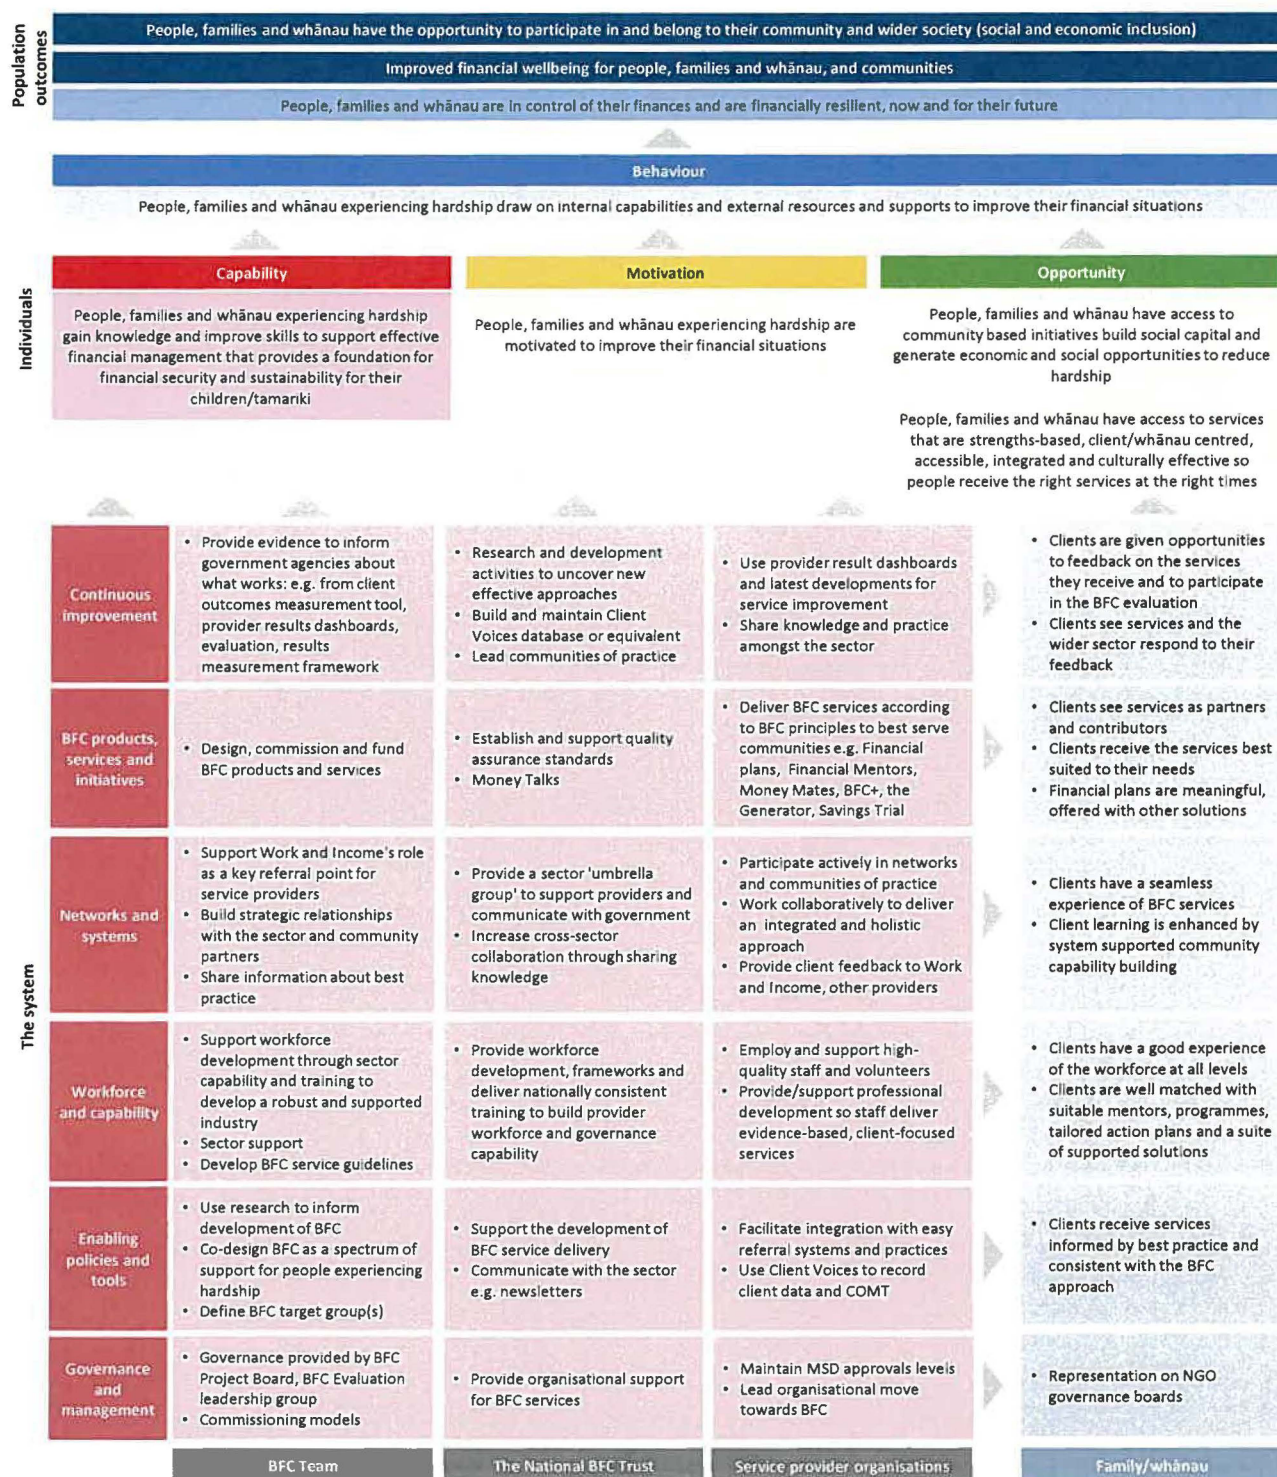 Population
outcomes
People, families and whānau have the opportunity to participate in and belong to their community and wider society (social and economic inclusion)
Improved financial wellbeing for people, families and whānau, and communities
People, families and whānau are in control of their finances and are financially resilient, now and for their future
Behaviour
People, families and whānau experiencing hardship draw on internal capabilities and external resources and supports to improve their financial situations
Individuals
Capability
People, families and whānau experiencing hardship
gain knowledge and improve skills to support effective
financial management that provides a foundation for
financial security and sustainability for their
children/tamariki
Motivation
People, families and whānau experiencing hardship are
motivated to improve their financial situations
Opportunity
People, families and whānau have access to
community based initiatives build social capital and
generate economic and social opportunities to reduce
hardship
People, families and whānau have access to services
that are strengths-based, client/whānau centred,
accessible, integrated and culturally effective so
people receive the right services at the right times
The system
Continuous
improvement
• Provide evidence to inform
government agencies about
what works: e.g. from client
outcomes measurement tool,
provider results dashboards,
evaluation, results
measurement framework
• Research and development
activities to uncover new
effective approaches
• Build and maintain Client
Voices database or equivalent
• Lead communities of practice
• Use provider result dashboards
and latest developments for
service improvement
• Share knowledge and practice
amongst the sector
• Clients are given opportunities
to feedback on the services
they receive and to participate
in the BFC evaluation
• Clients see services and the
wider sector respond to their
feedback
BFC products,
services and
initiatives
• Design, commission and fund
BFC products and services
• Establish and support quality
assurance standards
• Money Talks
• Deliver BFC services according
to BFC principles to best serve
communities e.g. Financial
plans, Financial Mentors,
Money Mates, BFC+, the
Generator, Savings Trial
• Clients see services as partners
and contributors
• Clients receive the services best
suited to their needs
• Financial plans are meaningful,
offered with other solutions
Networks and
systems
• Support Work and Income's role
as a key referral point for
service providers
• Build strategic relationships
with the sector and community
partners
• Share information about best
practice
• Provide a sector 'umbrella
group' to support providers and
communicate with government
• Increase cross-sector
collaboration through sharing
knowledge
• Participate actively in networks
and communities of practice
• Work collaboratively to deliver
an integrated and holistic
approach
• Provide client feedback to Work
and Income, other providers
• Clients have a seamless
experience of BFC services
• Client learning is enhanced by
system supported community
capability building
Workforce
and capability
• Support workforce
development through sector
capability and training to
develop a robust and supported
industry
• Sector support
• Develop BFC service guidelines
• Provide workforce
development, frameworks and
deliver nationally consistent
training to build provider
workforce and governance
capability
• Employ and support high-
quality staff and volunteers
• Provide/support professional
development so staff deliver
evidence-based, client-focused
services
• Clients have a good experience
of the workforce at all levels
• Clients are well matched with
suitable mentors, programmes,
tailored action plans and a suite
of supported solutions
Enabling
policies and
tools
• Use research to inform
development of BFC
• Co-design BFC as a spectrum of
support for people experiencing
hardship
• Define BFC target group(s)
• Support the development of
BFC service delivery
• Communicate with the sector
e.g. newsletters
• Facilitate integration with easy
referral systems and practices
• Use Client Voices to record
client data and COMT
• Clients receive services
informed by best practice and
consistent with the BFC
approach
Governance
and
management
• Governance provided by BFC
Project Board, BFC Evaluation
leadership group
• Commissioning models
• Provide organisational support
for BFC services
• Maintain MSD approvals levels
• Lead organisational move
towards BFC
• Representation on NGO
governance boards
BFC Team
The National BFC Trust
Service provider organisations
Family/whānau